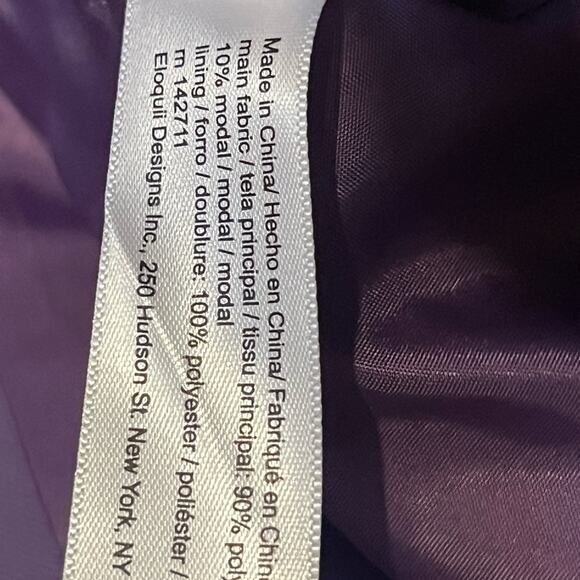 Made in China/ Hecho en China/ Fabriqué en Chin
main fabric / tela principal / tissu principal: 90% poly
10% modal / modal / modal
lining / forro / doublure: 100% polyester / poliéster /
rn 142711
Eloquii Designs Inc., 250 Hudson St. New York, NY